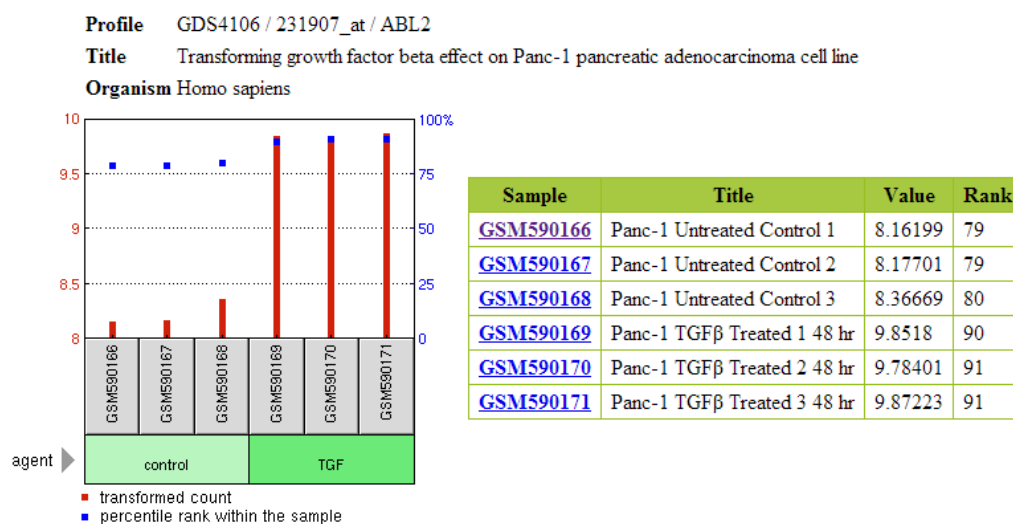 Profile GDS4106 / 231907_at / ABL2
Title Transforming growth factor beta effect on Panc-1 pancreatic adenocarcinoma cell line
Organism Homo sapiens
10 100%
9.5 75
9 50
8.5 25
8 0
GSM590166 GSM590167 GSM590168 GSM590169 GSM590170 GSM590171
agent control TGF
transformed count
percentile rank within the sample
Sample Title Value Rank
GSM590166 Panc-1 Untreated Control 1 8.16199 79
GSM590167 Panc-1 Untreated Control 2 8.17701 79
GSM590168 Panc-1 Untreated Control 3 8.36669 80
GSM590169 Panc-1 TGFβ Treated 1 48 hr 9.8518 90
GSM590170 Panc-1 TGFβ Treated 2 48 hr 9.78401 91
GSM590171 Panc-1 TGFβ Treated 3 48 hr 9.87223 91